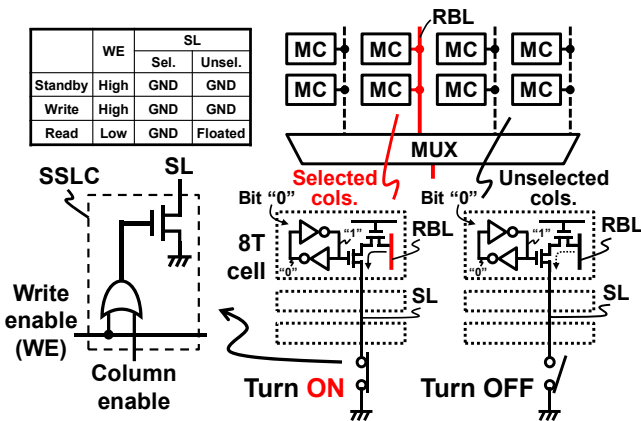 WE
SL
Sel.
Unsel.
Standby High GND GND
Write High GND GND
Read Low GND Floated
RBL
MC MC MC MC
MC MC MC MC
MUX
SSLC
SL
Selected
cols.
Unselected
cols.
Bit “0”
Bit “0”
8T
cell
“1”
“0”
RBL
“1”
“0”
RBL
SL
SL
Write
enable
(WE)
Column
enable
Turn ON
Turn OFF